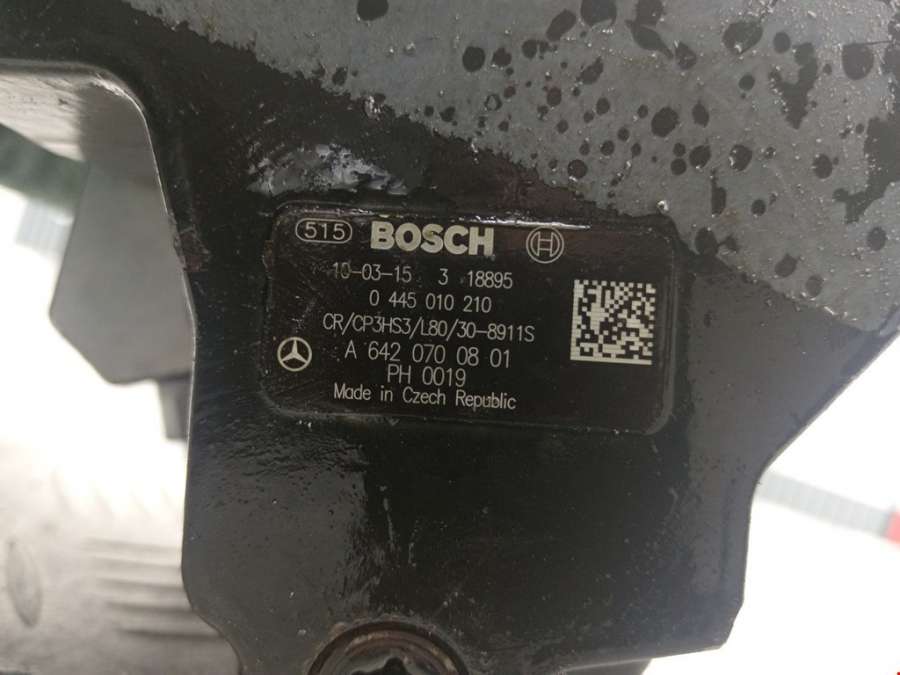 515 BOSCH
10-03-15 3 18895
0 445 010 210
CR/CP3HS3/L80/30-8911S
A 642 070 08 01
PH 0019
Made in Czech Republic